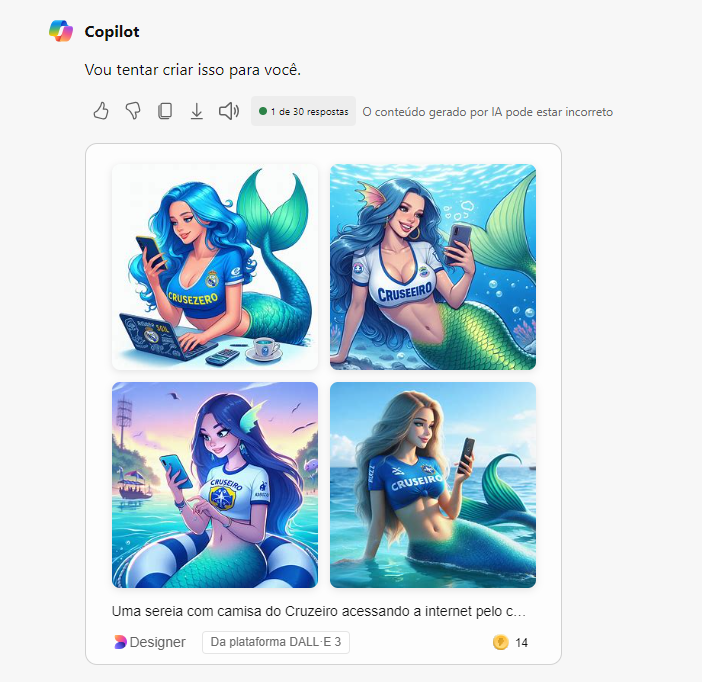 Copilot
Vou tentar criar isso para você.
1 de 30 respostas
O conteúdo gerado por IA pode estar incorreto
CRUSEZERO
CRUSEEIRO
CRUSEIRO
CRUSEIRO
Uma sereia com camisa do Cruzeiro acessando a internet pelo c...
Designer
Da plataforma DALL·E 3
14